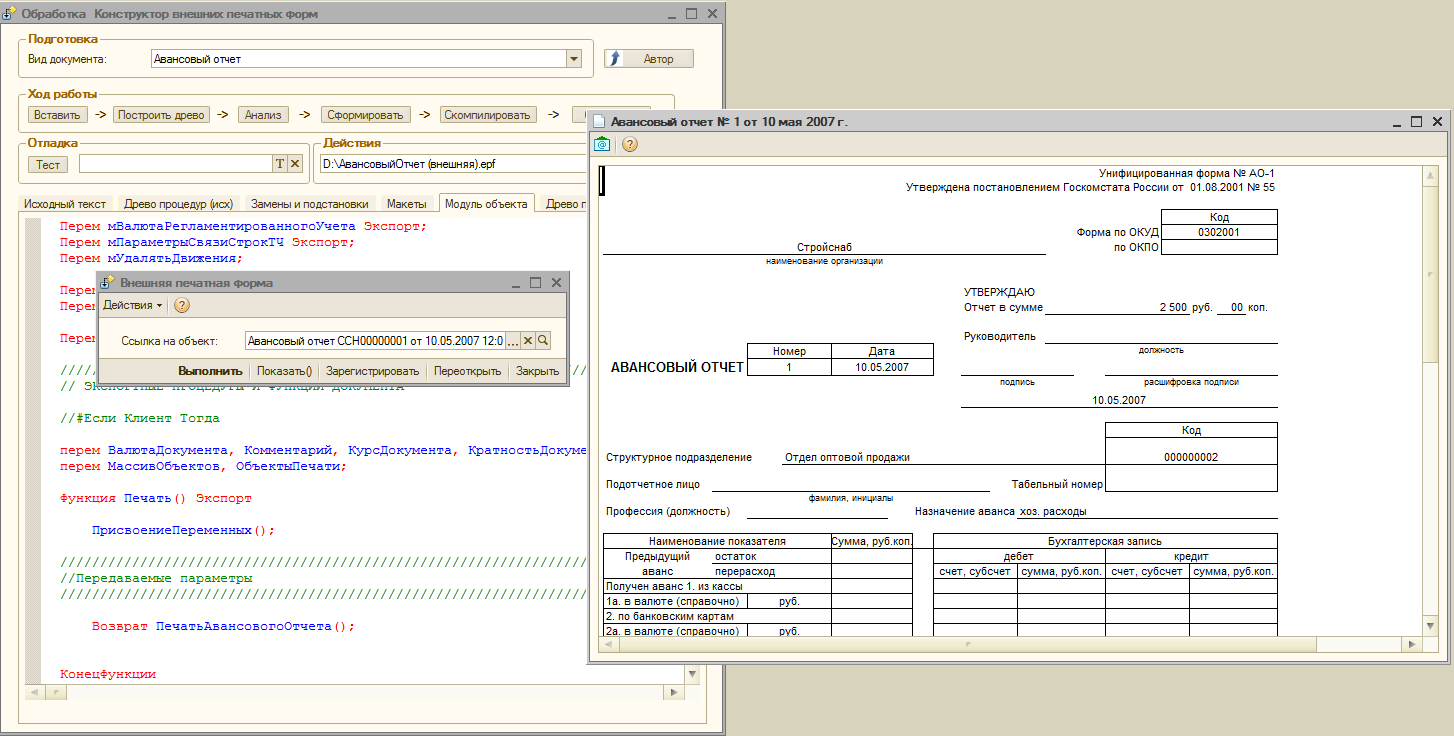 Обработка  Конструктор внешних печатных форм
Подготовка
Вид документа:
Авансовый отчет
Автор
Ход работы
Вставить -> Построить древо -> Анализ -> Сформировать -> Скомпилировать ->
Отладка
Тест
T
Действия
D:\АвансовыйОтчет (внешняя).epf
Исходный текст
Древо процедур (исх)
Замены и подстановки
Макеты
Модуль объекта
Древо п
Перем мВалютаРегламентированногоУчета Экспорт;
Перем мПараметрыСвязиСтрокТЧ Экспорт;
Перем мУдалятьДвижения;
Перем
Перем
Перем
// ЭКСПОРТНЫЕ ПРОЦЕДУРЫ И ФУНКЦИИ ДОКУМЕНТА
//#Если Клиент Тогда
перем ВалютаДокумента, Комментарий, КурсДокумента, КратностьДокуме
перем МассивОбъектов, ОбъектыПечати;
Функция Печать() Экспорт
ПрисвоениеПеременных();
//////////////////////////////////////////////////////////////////
//Передаваемые параметры
//////////////////////////////////////////////////////////////////
Возврат ПечатьАвансовогоОтчета();
КонецФункции
Внешняя печатная форма
Действия
?
Ссылка на объект:
Авансовый отчет ССН00000001 от 10.05.2007 12:0
...
Выполнить
Показать()
Зарегистрировать
Переоткрыть
Закрыть
Авансовый отчет № 1 от 10 мая 2007 г.
@ ?
Унифицированная форма № АО-1
Утверждена постановлением Госкомстата России от  01.08.2001  № 55
Код
Форма по ОКУД 0302001
по ОКПО
Стройснаб
наименование организации
УТВЕРЖДАЮ
Отчет в сумме 2 500 руб. 00 коп.
Руководитель
должность
подпись
расшифровка подписи
10.05.2007
Номер Дата
АВАНСОВЫЙ ОТЧЕТ 1 10.05.2007
Код
Структурное подразделение Отдел оптовой продажи 000000002
Подотчетное лицо Табельный номер
фамилия, инициалы
Профессия (должность) Назначение аванса хоз. расходы
Наименование показателя Сумма, руб.коп. Бухгалтерская запись
Предыдущий остаток дебет кредит
аванс перерасход счет, субсчет сумма, руб.коп. счет, субсчет сумма, руб.коп.
Получен аванс 1. из кассы
1а. в валюте (справочно) руб.
2. по банковским картам
2а. в валюте (справочно) руб.